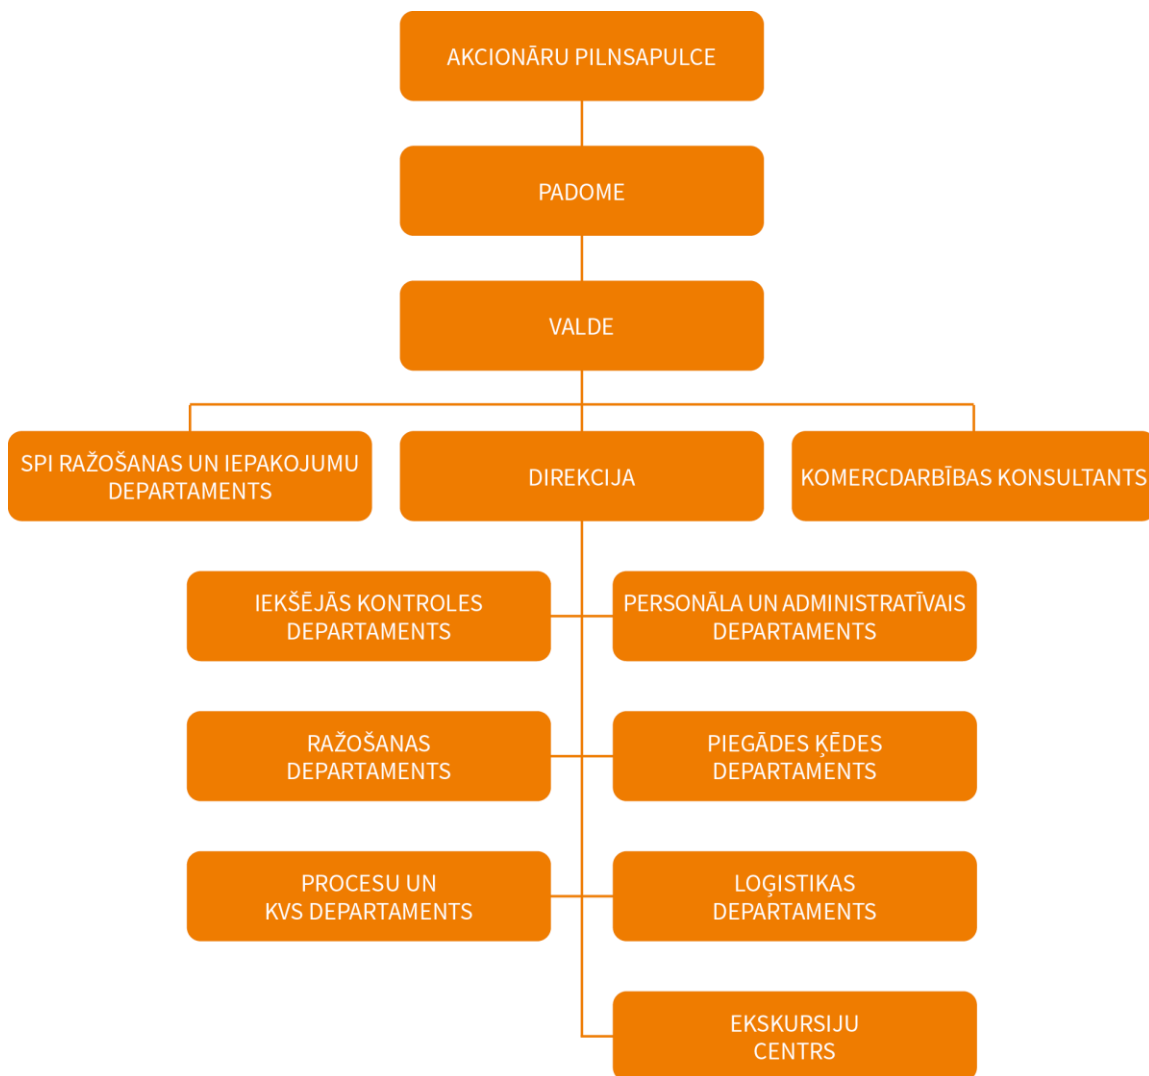 AKCIONĀRU PILNSAPULCE
PADOME
VALDE
SPI RAŽOŠANAS UN IEPAKOJUMU
DEPARTAMENTS
DIREKCIJA
KOMERCDARBĪBAS KONSULTANTS
IEKŠĒJĀS KONTROLES
DEPARTAMENTS
PERSONĀLA UN ADMINISTRATĪVAIS
DEPARTAMENTS
RAŽOŠANAS
DEPARTAMENTS
PIEGĀDES ĶĒDES
DEPARTAMENTS
PROCESU UN
KVS DEPARTAMENTS
LOĢISTIKAS
DEPARTAMENTS
EKSKURSIJU
CENTRS